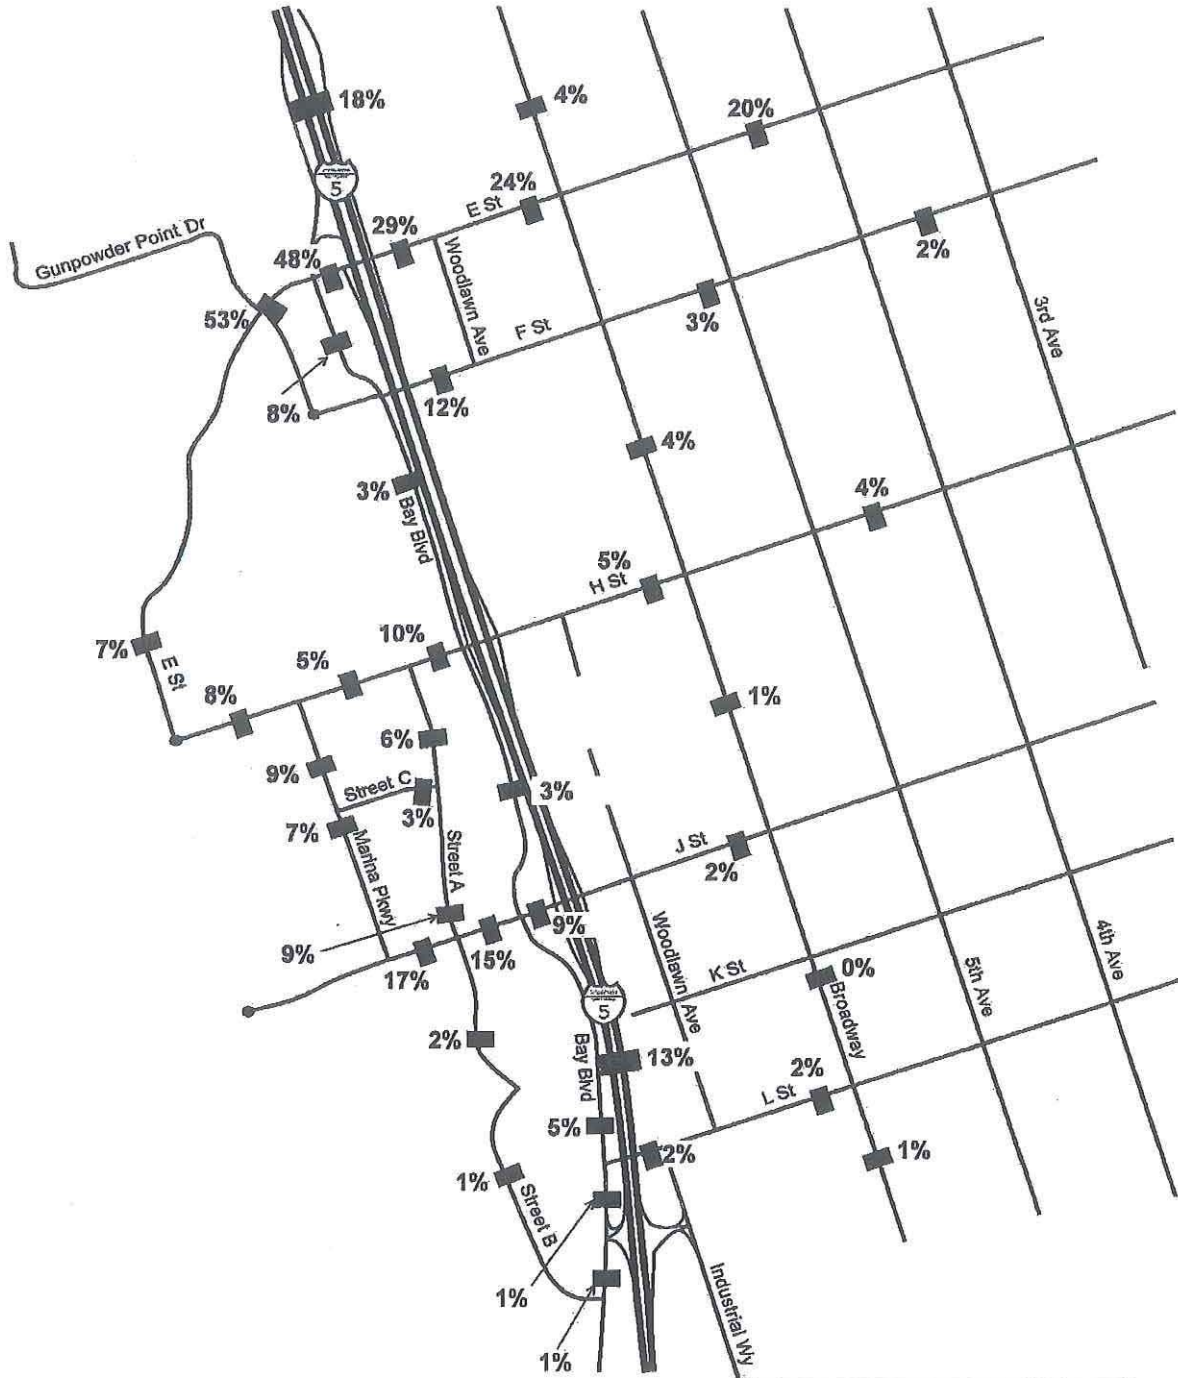 18%
4%
20%
5
24%
E St
Gunpowder Point Dr
29%
2%
48%
Woodlawn Ave
53%
3%
3rd Ave
F St
8%
12%
4%
3%
4%
Bay Blvd
5%
H St
10%
7%
5%
E St
8%
1%
6%
9%
Street C
3%
3%
7%
Marina Pkwy
Street A
J St
2%
9%
9%
15%
17%
Woodlawn Ave
K St
0%
5th Ave
4th Ave
Broadway
5
2%
Bay Blvd
13%
2%
L St
5%
2%
1%
1%
Street B
1%
Industrial Wy
1%